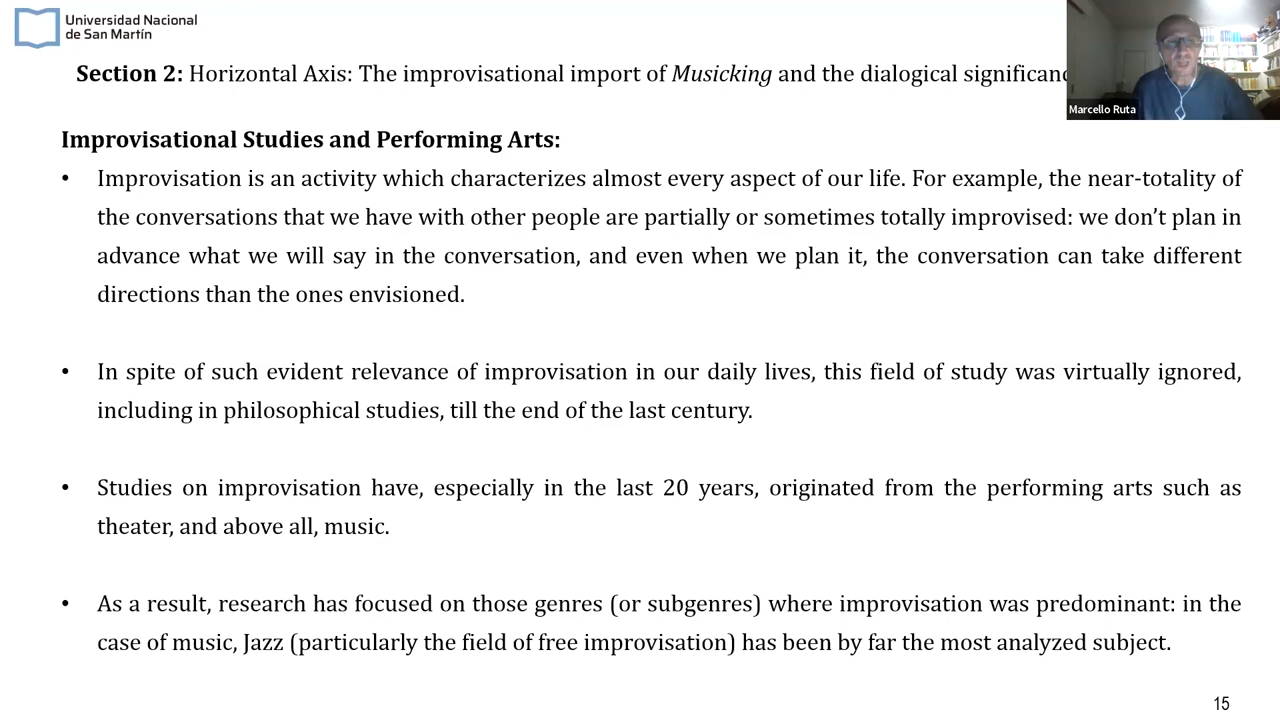 Universidad Nacional
de San Martín
Section 2: Horizontal Axis: The improvisational import of Musicking and the dialogical
Marcello Ruta
Improvisational Studies and Performing Arts:
• Improvisation is an activity which characterizes almost every aspect of our life. For example, the near-totality of
the conversations that we have with other people are partially or sometimes totally improvised: we don’t plan in
advance what we will say in the conversation, and even when we plan it, the conversation can take different
directions than the ones envisioned.
• In spite of such evident relevance of improvisation in our daily lives, this field of study was virtually ignored,
including in philosophical studies, till the end of the last century.
• Studies on improvisation have, especially in the last 20 years, originated from the performing arts such as
theater, and above all, music.
• As a result, research has focused on those genres (or subgenres) where improvisation was predominant: in the
case of music, Jazz (particularly the field of free improvisation) has been by far the most analyzed subject.
15